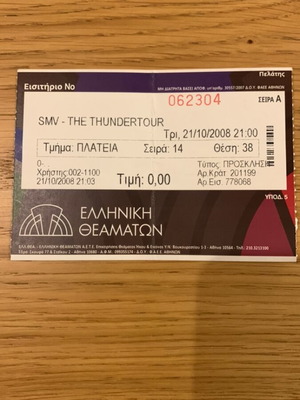 Πελάτης
Εισιτήριο Νο
062304
ΣΕΙΡΑ Α
SMV - THE THUNDERTOUR
Τρι, 21/10/2008 21:00
Τμήμα: ΠΛΑΤΕΙΑ Σειρά: 14 Θέση: 38
0-
Χρήστης:002-1100
21/10/2008 21:03
Τιμή: 0,00
Τύπος: ΠΡΟΣΚΛΗΣΗ
Αρ.Κρατ: 201199
Αρ.Εισ. 778068
ΥΠΟΔ. 5
ΕΛΛΗΝΙΚΗ
ΘΕΑΜΑΤΩΝ